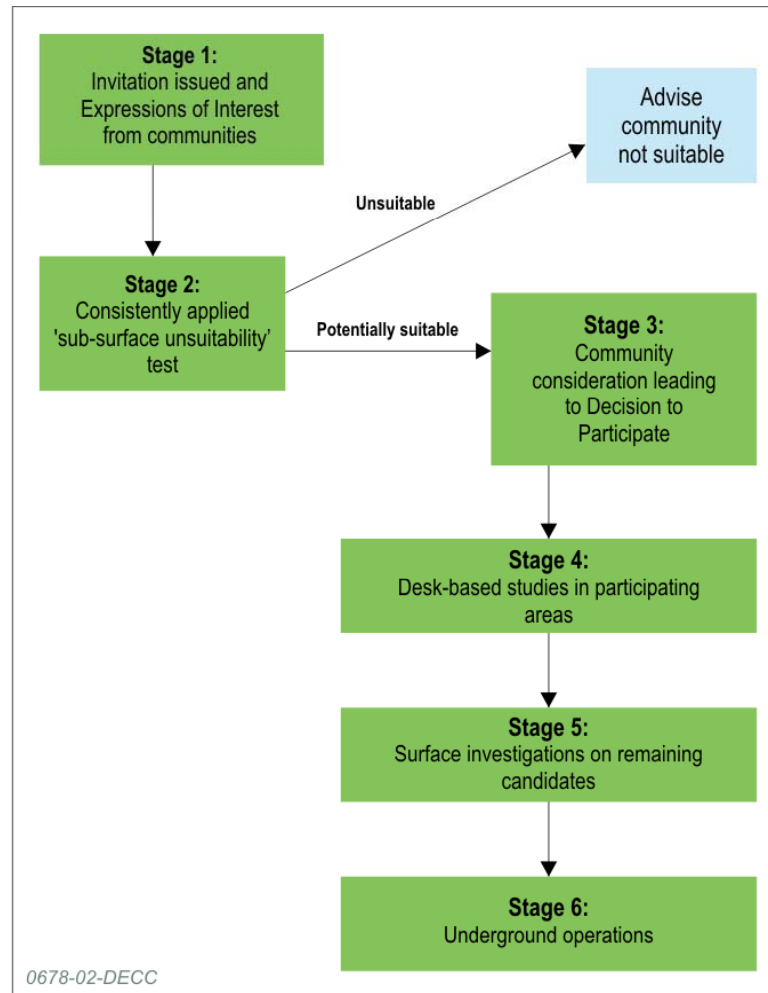 Stage 1:
Invitation issued and
Expressions of Interest
from communities
Advise
community
not suitable
Unsuitable
Stage 2:
Consistently applied
'sub-surface unsuitability’
test
Potentially suitable
Stage 3:
Community
consideration leading
to Decision to
Participate
Stage 4:
Desk-based studies in participating
areas
Stage 5:
Surface investigations on remaining
candidates
Stage 6:
Underground operations
0678-02-DECC